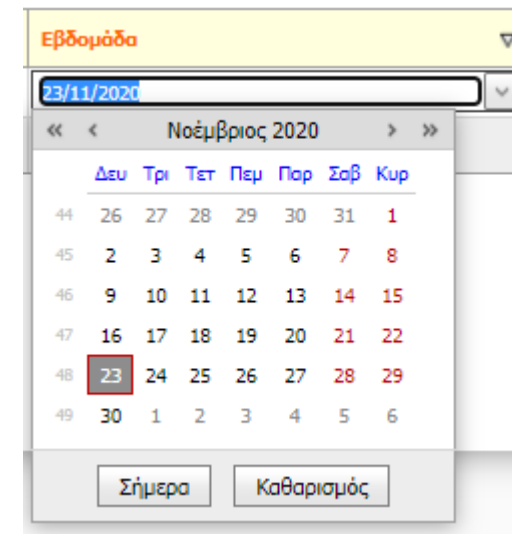 Εβδομάδα
23/11/2020
« ‹ Νοέμβριος 2020 › »
Δευ Τρι Τετ Πεμ Παρ Σαβ Κυρ
44 26 27 28 29 30 31 1
45 2 3 4 5 6 7 8
46 9 10 11 12 13 14 15
47 16 17 18 19 20 21 22
48 23 24 25 26 27 28 29
49 30 1 2 3 4 5 6
Σήμερα Καθαρισμός